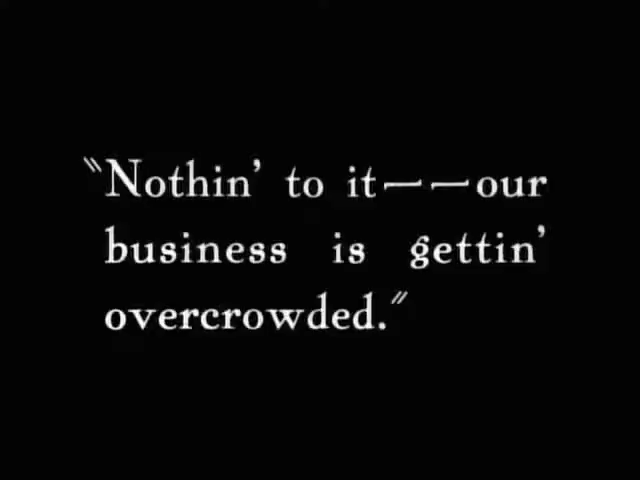 "Nothin' to it——our
business is gettin'
overcrowded."